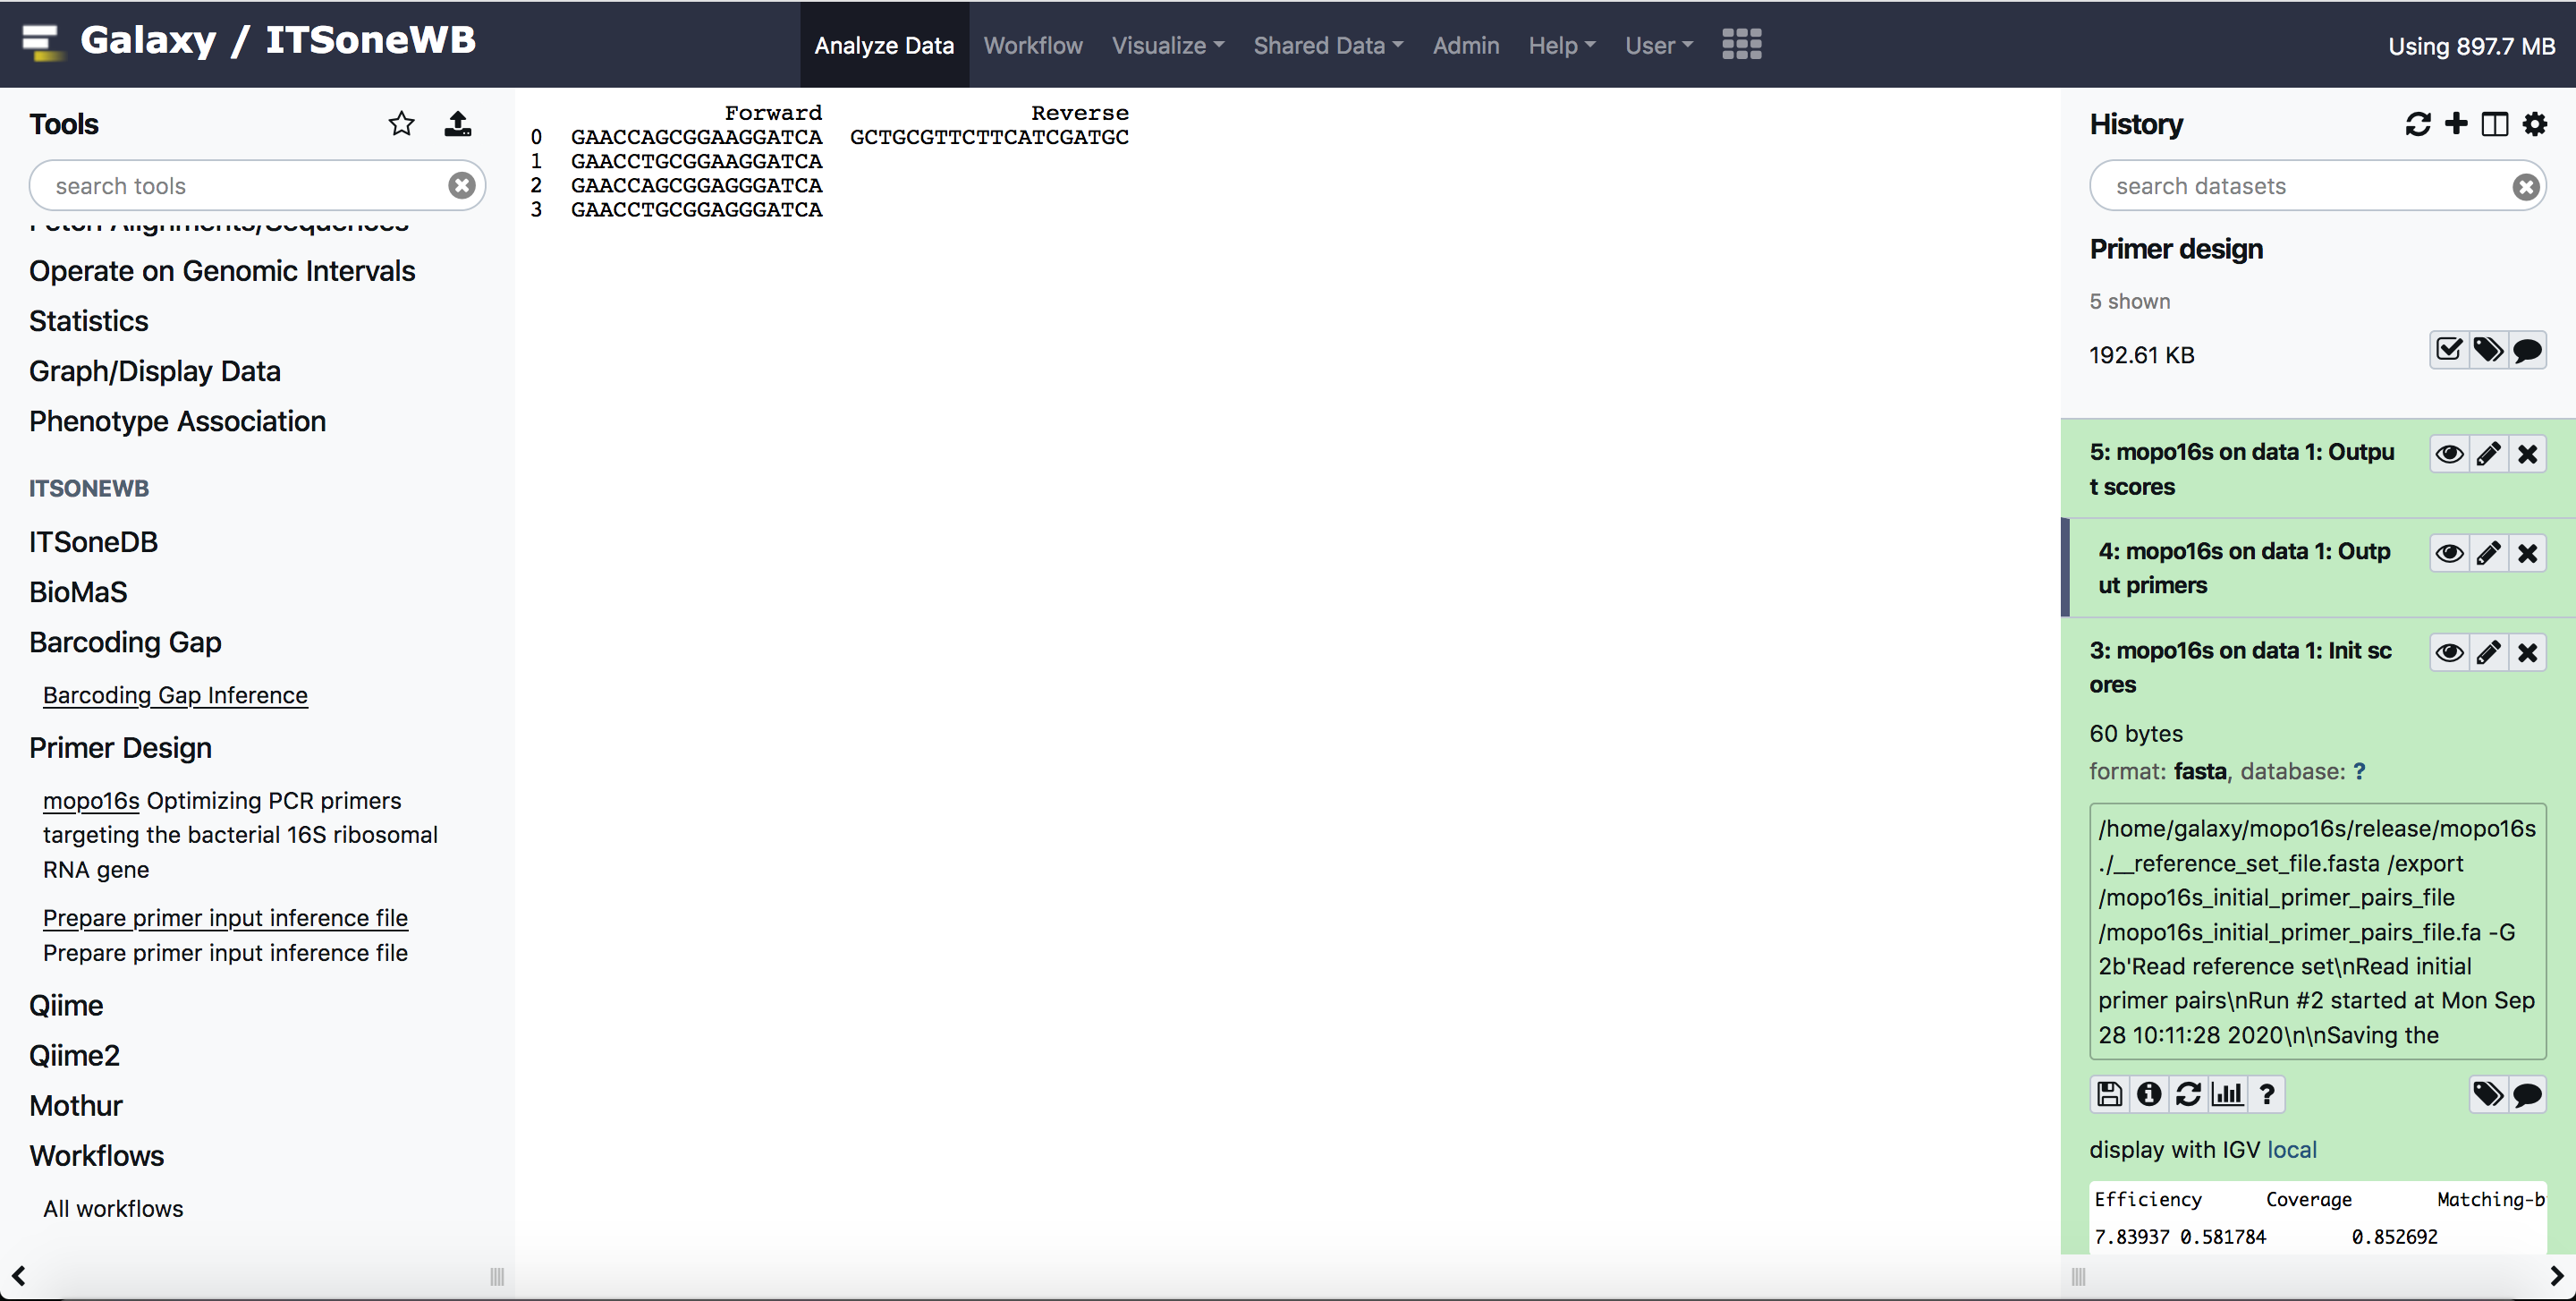 Galaxy / ITSoneWB
Analyze Data
Workflow
Visualize
Shared Data
Admin
Help
User
Using 897.7 MB
Tools
search tools
Fetch Alignments/Sequences
Operate on Genomic Intervals
Statistics
Graph/Display Data
Phenotype Association
ITSONEWB
ITSoneDB
BioMaS
Barcoding Gap
Barcoding Gap Inference
Primer Design
mopo16s Optimizing PCR primers
targeting the bacterial 16S ribosomal
RNA gene
Prepare primer input inference file
Prepare primer input inference file
Qiime
Qiime2
Mothur
Workflows
All workflows
Forward Reverse
0 GAACCAGCGGAAGGATCA GCTGCGTTCTTCATCGATGC
1 GAACCTGCGGAAGGATCA
2 GAACCAGCGGAGGGATCA
3 GAACCTGCGGAGGGATCA
History
search datasets
Primer design
5 shown
192.61 KB
5: mopo16s on data 1: Outpu
t scores
4: mopo16s on data 1: Outp
ut primers
3: mopo16s on data 1: Init sc
ores
60 bytes
format: fasta, database: ?
/home/galaxy/mopo16s/release/mopo16s
./__reference_set_file.fasta /export
/mopo16s_initial_primer_pairs_file
/mopo16s_initial_primer_pairs_file.fa -G
2b'Read reference set\nRead initial
primer pairs\nRun #2 started at Mon Sep
28 10:11:28 2020\n\nSaving the
display with IGV local
Efficiency Coverage Matching-b
7.83937 0.581784 0.852692